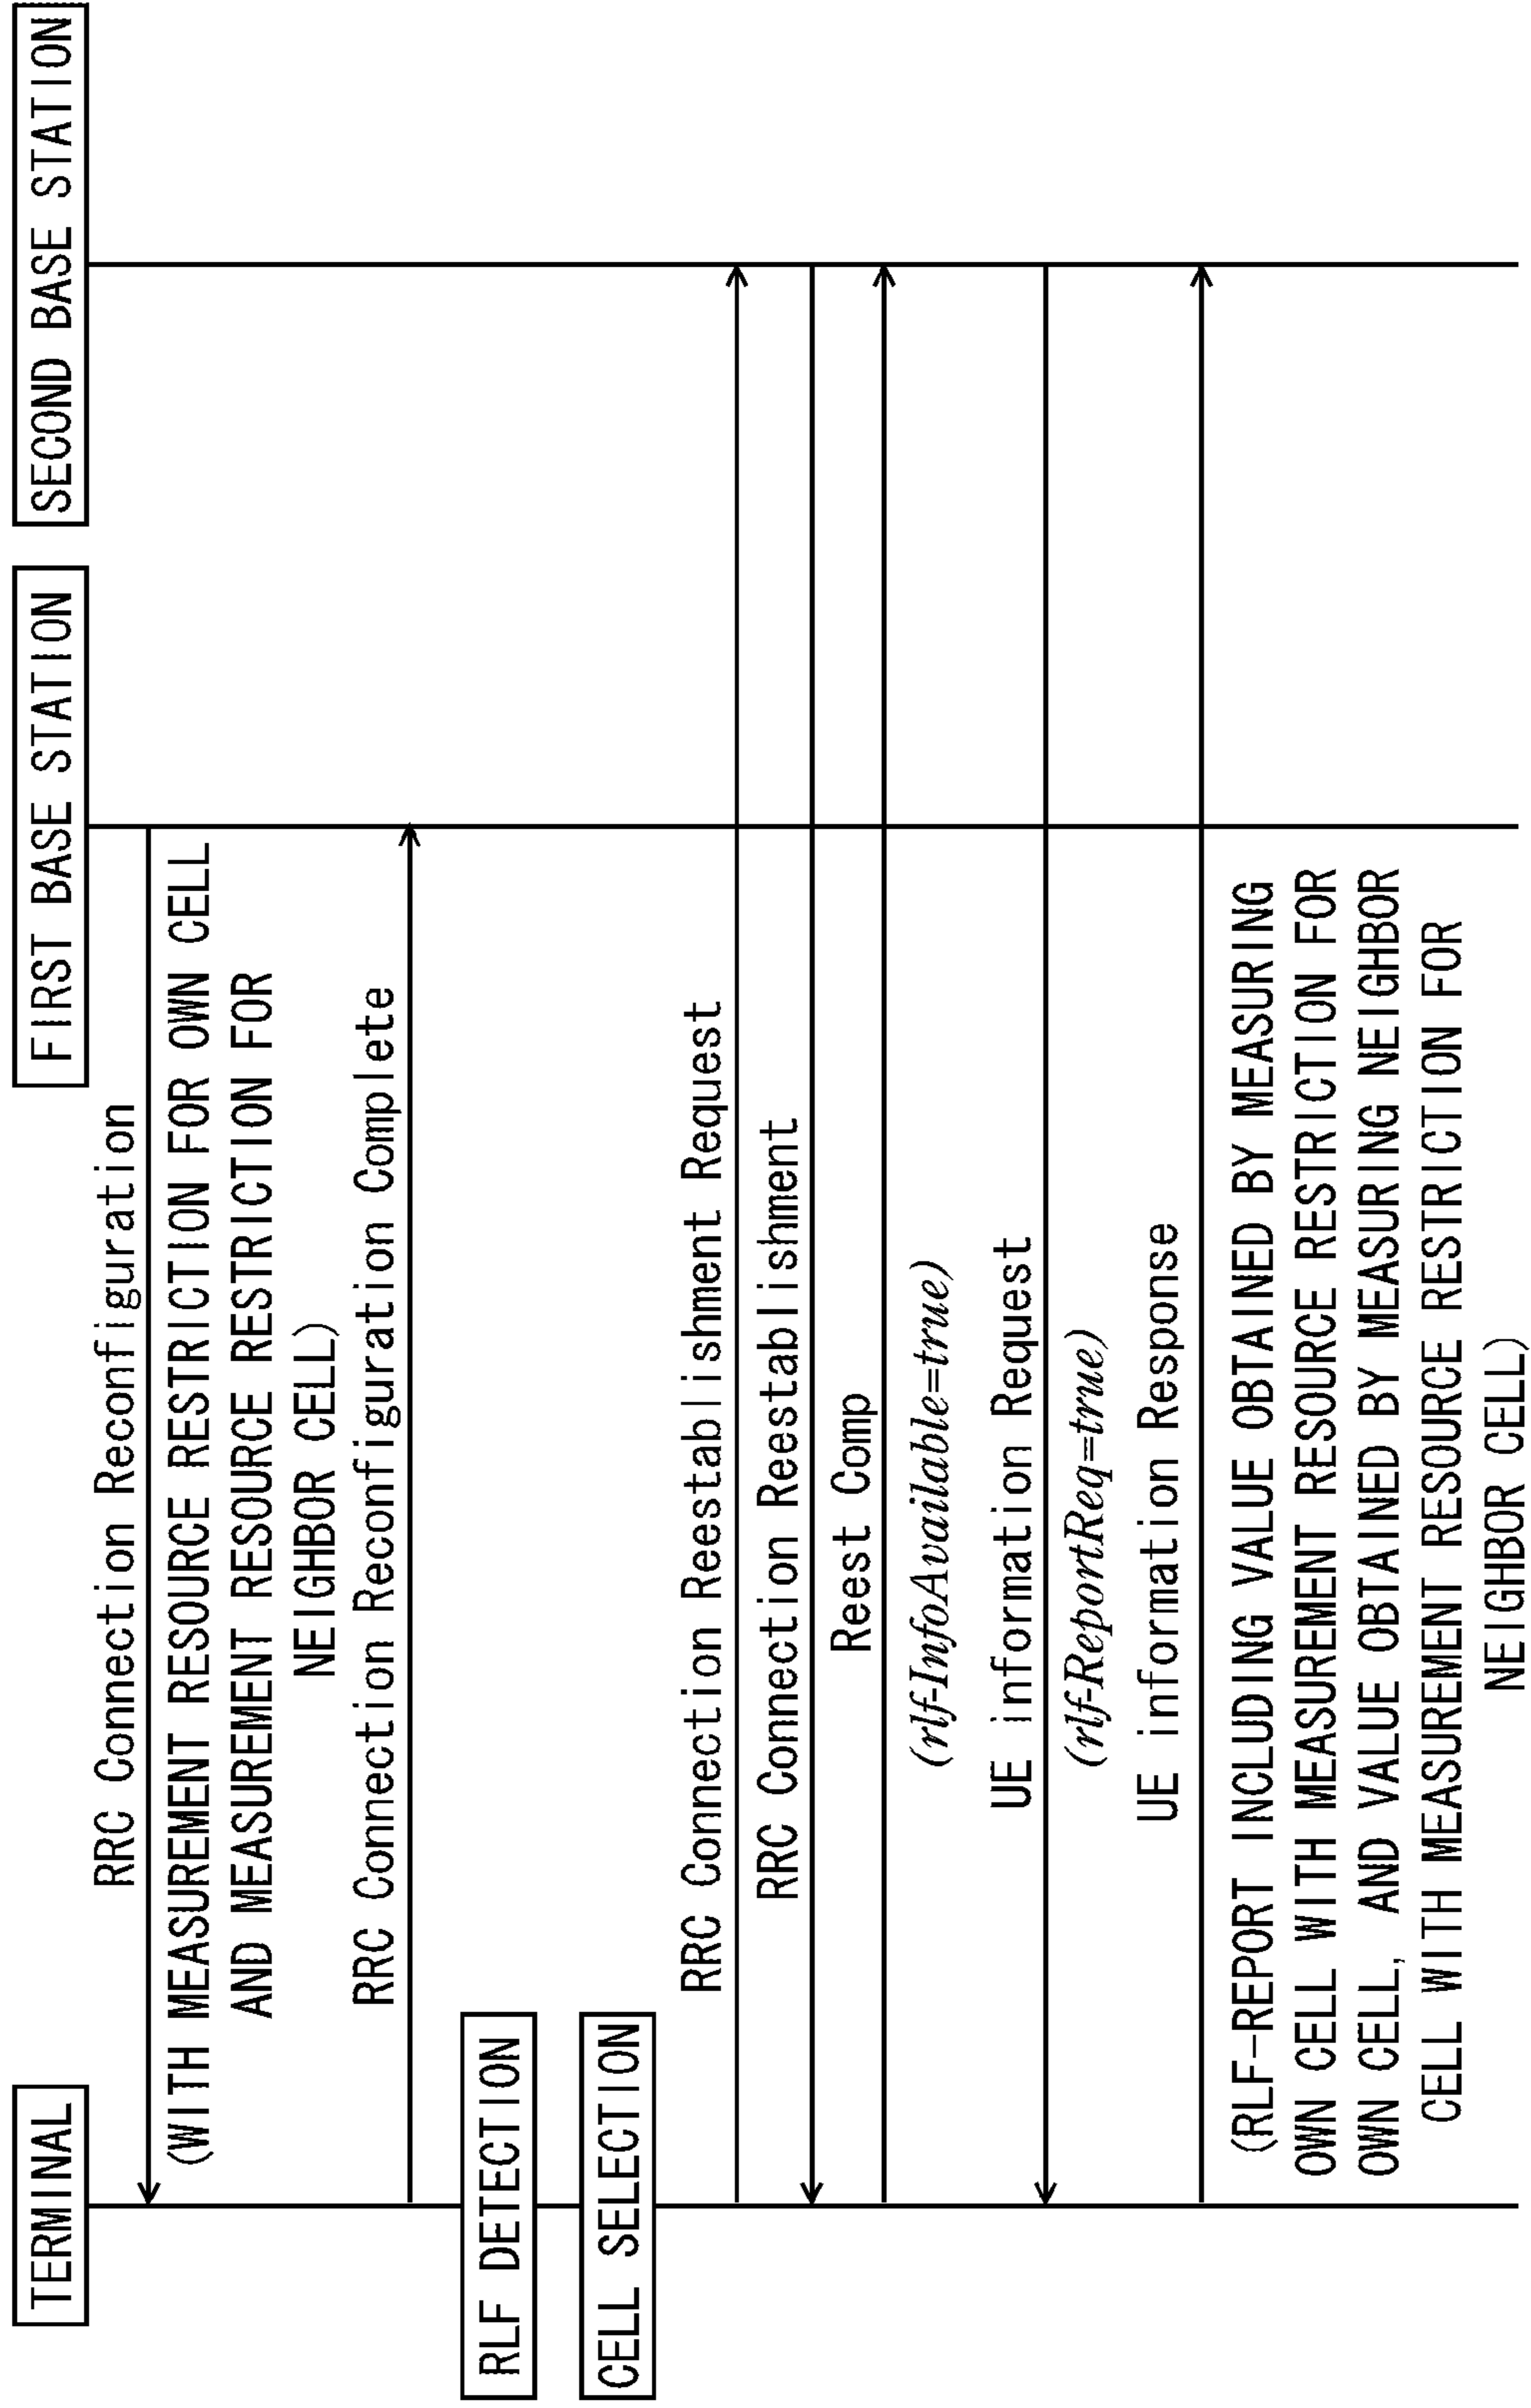 TERMINAL
FIRST BASE STATION
SECOND BASE STATION
RRC Connection Reconfiguration
(WITH MEASUREMENT RESOURCE RESTRICTION FOR OWN CELL
AND MEASUREMENT RESOURCE RESTRICTION FOR
NEIGHBOR CELL)
RRC Connection Reconfiguration Complete
RLF DETECTION
CELL SELECTION
RRC Connection Reestablishment Request
RRC Connection Reestablishment
Reest Comp
(rlf-InfoAvailable=true)
UE information Request
(rlf-ReportReq=true)
UE information Response
(RLF-REPORT INCLUDING VALUE OBTAINED BY MEASURING
OWN CELL WITH MEASUREMENT RESOURCE RESTRICTION FOR
OWN CELL, AND VALUE OBTAINED BY MEASURING NEIGHBOR
CELL WITH MEASUREMENT RESOURCE RESTRICTION FOR
NEIGHBOR CELL)